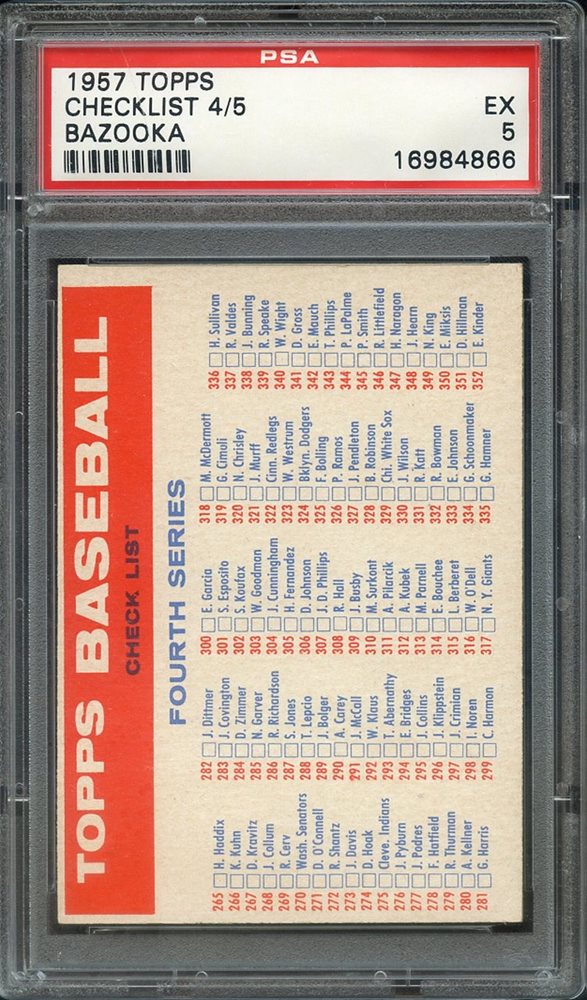 PSA
1957 TOPPS
CHECKLIST 4/5
BAZOOKA
EX
5
16984866
TOPPS BASEBALL
CHECK LIST
FOURTH SERIES
265 H. Haddix
266 K. Kuhn
267 D. Kravitz
268 J. Collum
269 R. Cerv
270 Wash. Senators
271 D. O'Connell
272 R. Shantz
273 J. Davis
274 D. Hoak
275 Cleve. Indians
276 J. Pyburn
277 J. Podres
278 F. Hatfield
279 R. Thurman
280 A. Kellner
281 G. Harris
282 J. Dittmer
283 J. Covington
284 D. Zimmer
285 N. Garver
286 R. Richardson
287 S. Jones
288 T. Lepcio
289 J. Bolger
290 A. Carey
291 J. McCall
292 W. Klaus
293 T. Abernathy
294 E. Bridges
295 J. Collins
296 J. Klippstein
297 J. Crimian
298 I. Noren
299 C. Harmon
300 E. Garcia
301 S. Esposito
302 S. Koufax
303 W. Goodman
304 J. Cunningham
305 H. Fernandez
306 D. Johnson
307 J. D. Phillips
308 R. Hall
309 J. Busby
310 M. Surkont
311 A. Pilarcik
312 A. Kubek
313 M. Parnell
314 E. Bouchee
315 L. Berberet
316 W. O'Dell
317 N. Y. Giants
318 M. McDermott
319 G. Cimuli
320 N. Chrisley
321 J. Murff
322 Cinn. Redlegs
323 W. Westrum
324 Bklyn. Dodgers
325 F. Bolling
326 P. Ramos
327 J. Pendleton
328 B. Robinson
329 Chi. White Sox
330 J. Wilson
331 R. Katt
332 R. Bowman
333 E. Johnson
334 G. Schoonmaker
335 G. Hamner
336 H. Sullivan
337 R. Valdes
338 J. Bunning
339 R. Speake
340 W. Wight
341 D. Gross
342 E. Mauch
343 T. Phillips
344 P. LaPalme
345 P. Smith
346 R. Littlefield
347 H. Naragon
348 J. Hearn
349 N. King
350 E. Miksis
351 D. Hillman
352 E. Kinder